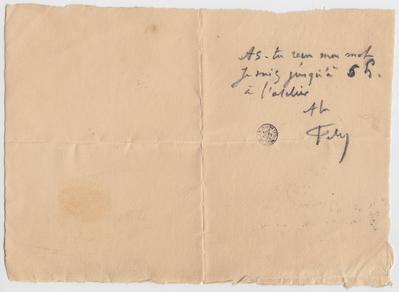 As-tu reçu mon mot
Je suis jusqu'à 5 h.
à l'atelier